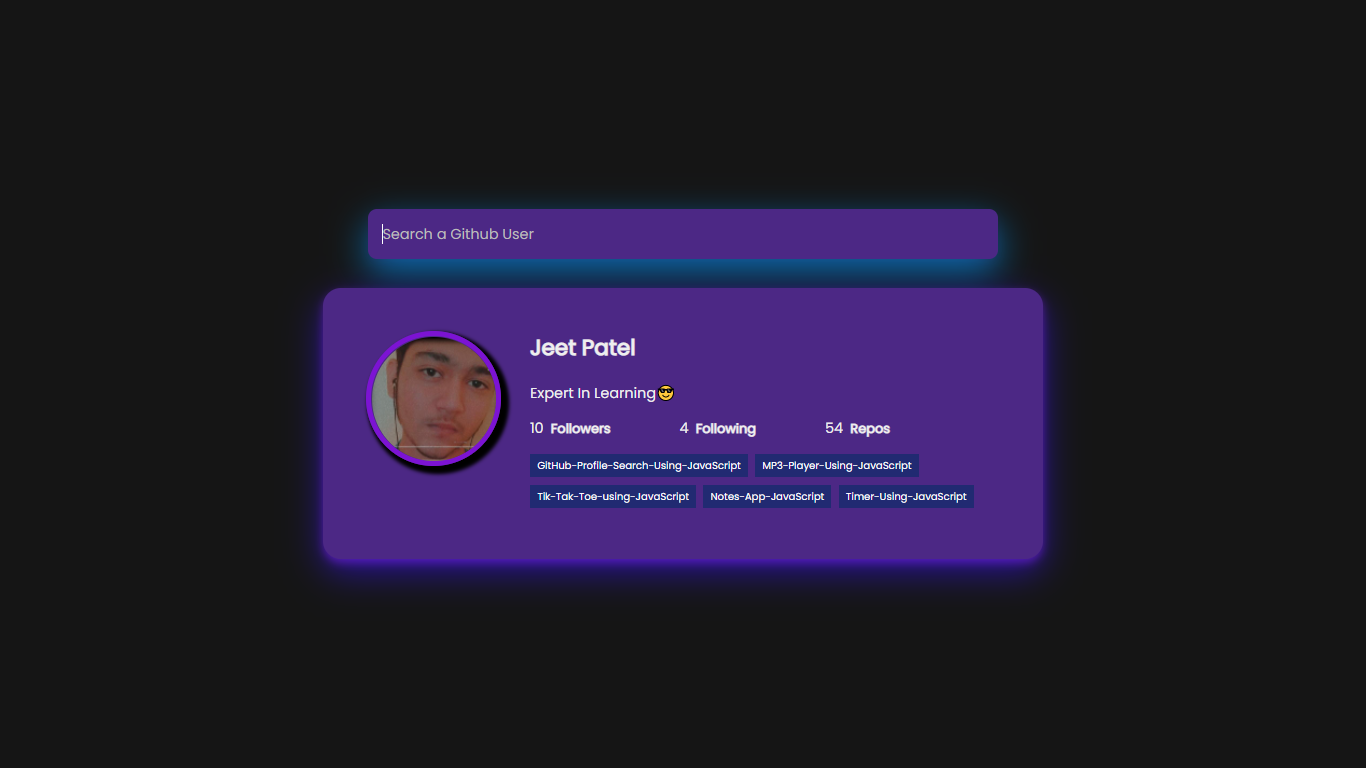 Search a Github User
Jeet Patel
Expert In Learning😎
10 Followers 4 Following 54 Repos
GitHub-Profile-Search-Using-JavaScript MP3-Player-Using-JavaScript
Tik-Tak-Toe-using-JavaScript Notes-App-JavaScript Timer-Using-JavaScript